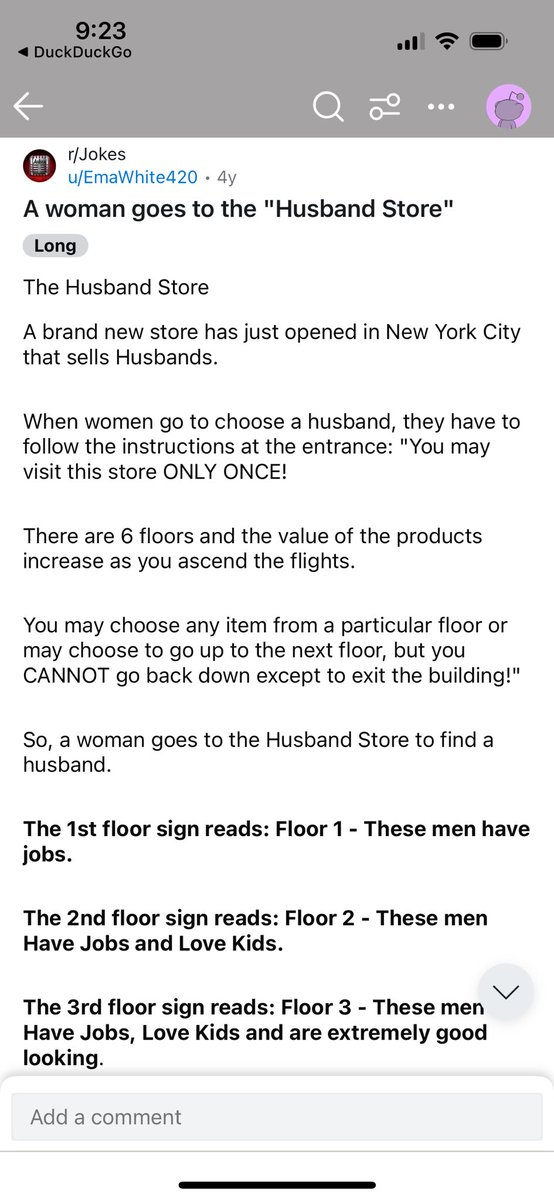 9:23
◀ DuckDuckGo
r/Jokes
u/EmaWhite420 • 4y
A woman goes to the "Husband Store"
Long
The Husband Store
A brand new store has just opened in New York City
that sells Husbands.
When women go to choose a husband, they have to
follow the instructions at the entrance: "You may
visit this store ONLY ONCE!
There are 6 floors and the value of the products
increase as you ascend the flights.
You may choose any item from a particular floor or
may choose to go up to the next floor, but you
CANNOT go back down except to exit the building!"
So, a woman goes to the Husband Store to find a
husband.
The 1st floor sign reads: Floor 1 - These men have
jobs.
The 2nd floor sign reads: Floor 2 - These men
Have Jobs and Love Kids.
The 3rd floor sign reads: Floor 3 - These men
Have Jobs, Love Kids and are extremely good
looking.
Add a comment